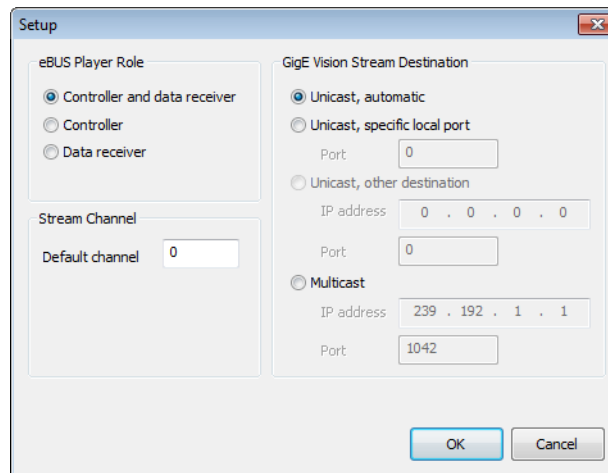 Setup
eBUS Player Role
Controller and data receiver
Controller
Data receiver
Stream Channel
Default channel 0
GigE Vision Stream Destination
Unicast, automatic
Unicast, specific local port
Port 0
Unicast, other destination
IP address 0 . 0 . 0 . 0
Port 0
Multicast
IP address 239 . 192 . 1 . 1
Port 1042
OK Cancel